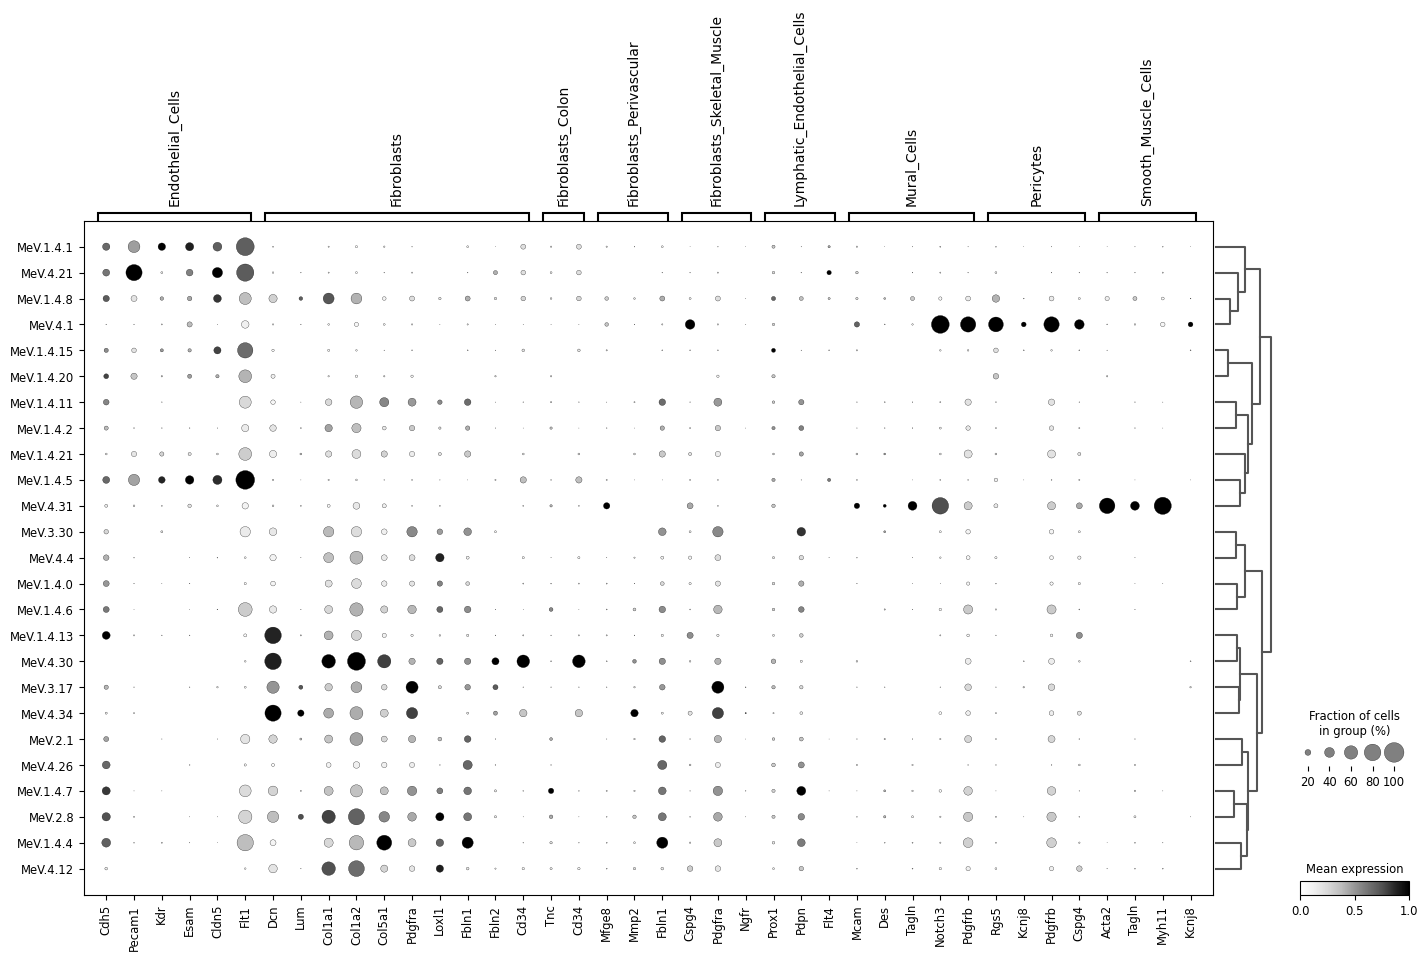 Endothelial_Cells
Fibroblasts
Fibroblasts_Colon
Fibroblasts_Perivascular
Fibroblasts_Skeletal_Muscle
Lymphatic_Endothelial_Cells
Mural_Cells
Pericytes
Smooth_Muscle_Cells
MeV.1.4.1
MeV.4.21
MeV.1.4.8
MeV.4.1
MeV.1.4.15
MeV.1.4.20
MeV.1.4.11
MeV.1.4.2
MeV.1.4.21
MeV.1.4.5
MeV.4.31
MeV.3.30
MeV.4.4
MeV.1.4.0
MeV.1.4.6
MeV.1.4.13
MeV.4.30
MeV.3.17
MeV.4.34
MeV.2.1
MeV.4.26
MeV.1.4.7
MeV.2.8
MeV.1.4.4
MeV.4.12
Cdh5
Pecam1
Kdr
Esam
Cldn5
Flt1
Dcn
Lum
Col1a1
Col1a2
Col5a1
Pdgfra
Loxl1
Fbln1
Fbln2
Cd34
Tnc
Cd34
Mfge8
Mmp2
Fbln1
Cspg4
Pdgfra
Ngfr
Prox1
Pdpn
Flt4
Mcam
Des
Tagln
Notch3
Pdgfrb
Rgs5
Kcnj8
Pdgfrb
Cspg4
Acta2
Tagln
Myh11
Kcnj8
Fraction of cells
in group (%)
20 40 60 80 100
Mean expression
0.0 0.5 1.0